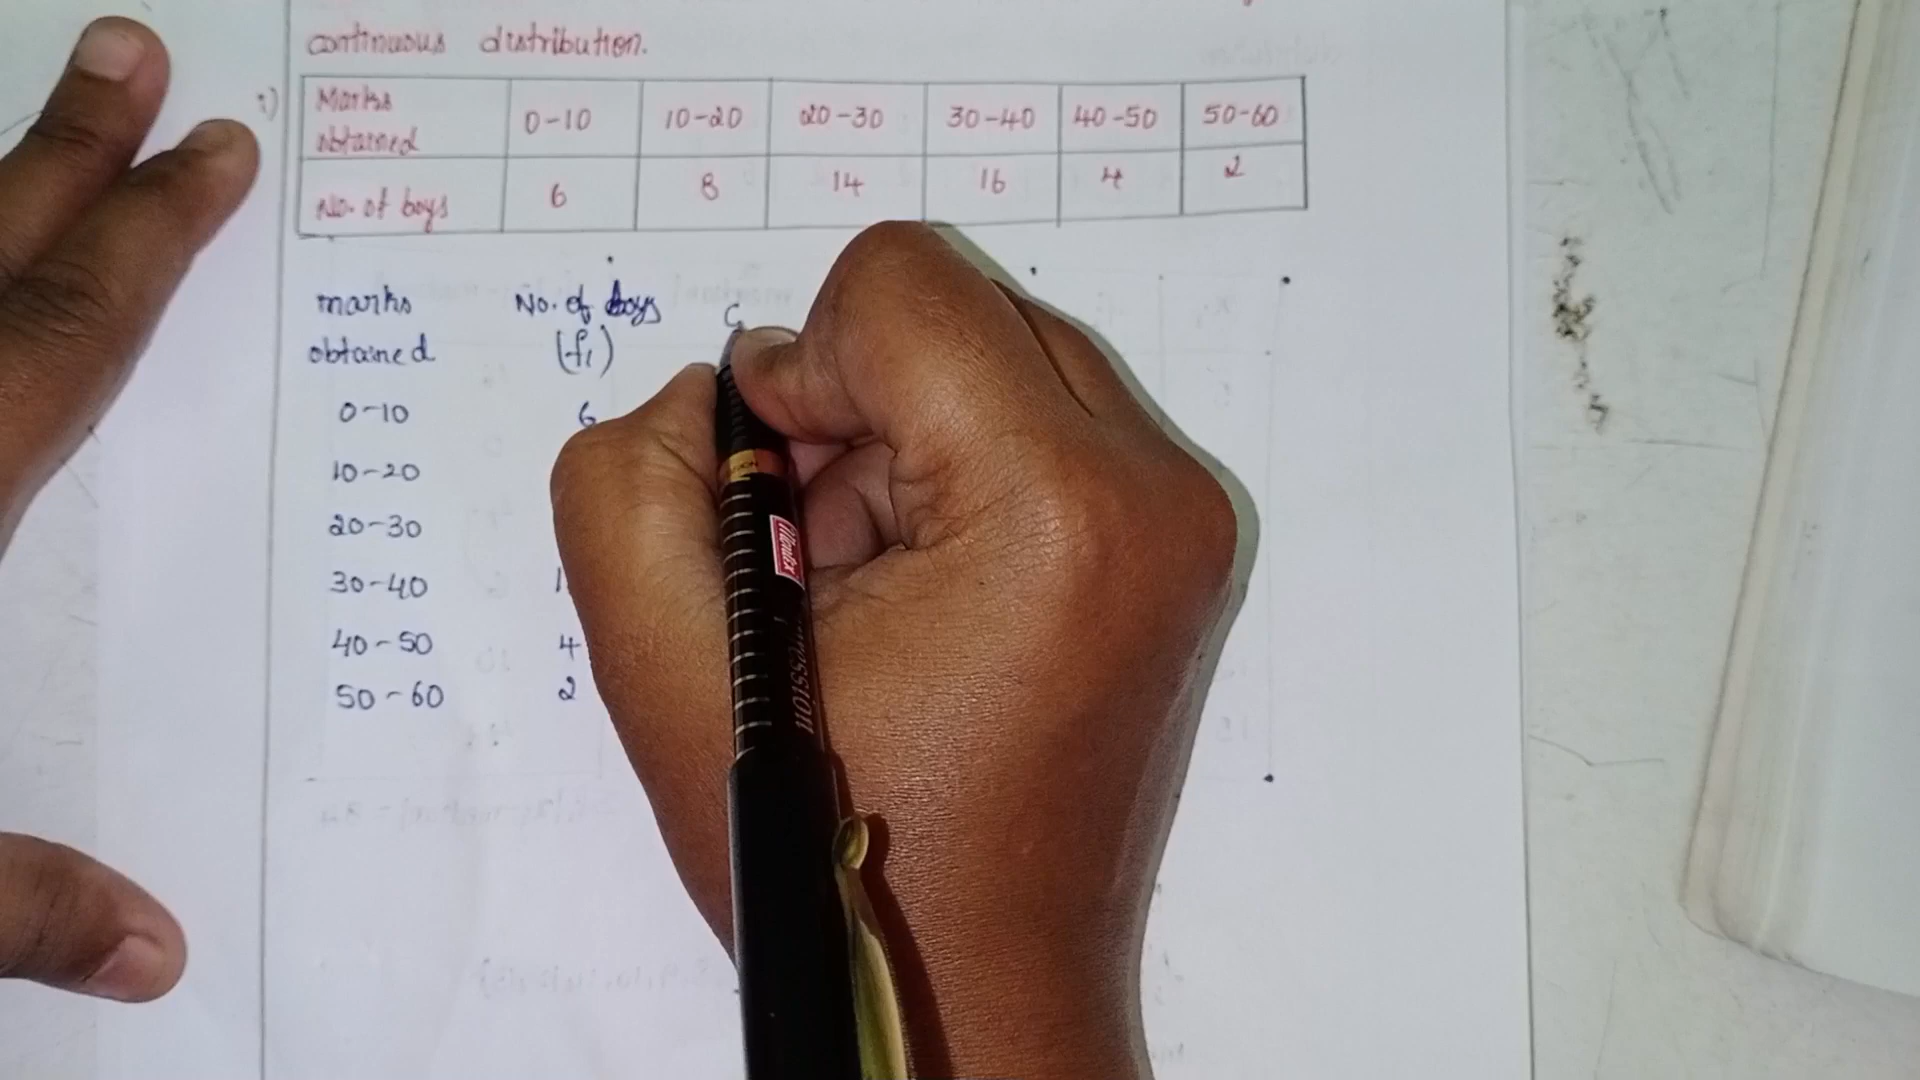 continuous distribution.
i) Marks obtained 0-10 10-20 20-30 30-40 40-50 50-60
No. of boys 6 8 14 16 4 2
marks No. of boys C
obtained (fi)
0-10 6
10-20
20-30
30-40 1
40-50 4
50-60 2
Montex